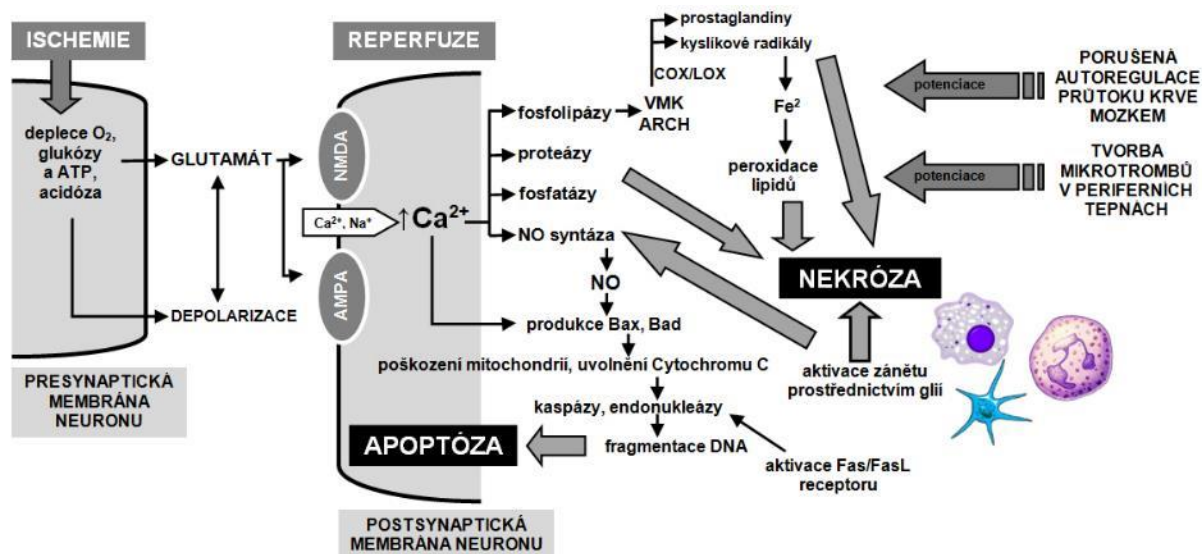 ISCHEMIE
deplece O₂,
glukózy
a ATP,
acidóza
GLUTAMÁT
DEPOLARIZACE
PRESYNAPTICKÁ
MEMBRÁNA
NEURONU
REPERFUZE
NMDA
Ca²⁺, Na⁺
↑Ca²⁺
AMPA
fosfolipázy
proteázy
fosfatázy
NO syntáza
VMK
ARCH
COX/LOX
prostaglandiny
kyslíkové radikály
Fe²
peroxidace
lipidů
NO
produkce Bax, Bad
poškození mitochondrií, uvolnění Cytochromu C
kaspázy, endonukleázy
fragmentace DNA
APOPTÓZA
aktivace Fas/FasL
receptoru
POSTSYNAPTICKÁ
MEMBRÁNA NEURONU
NEKRÓZA
aktivace zánětu
prostřednictvím glií
potenciace
PORUŠENÁ
AUTOREGULACE
PRŮTOKU KRVE
MOZKEM
potenciace
TVORBA
MIKROTROMBŮ
V PERIFERNÍCH
TEPNÁCH